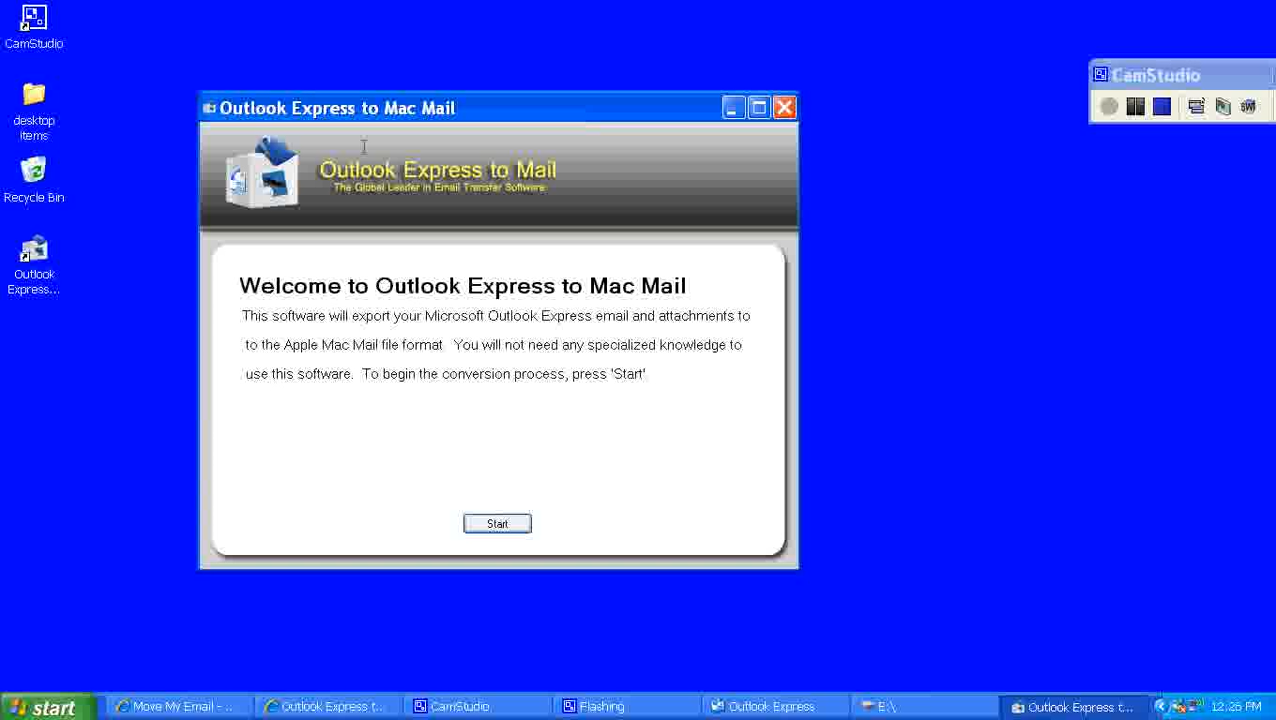 CamStudio
desktop
items
Recycle Bin
Outlook
Express...
CamStudio
Outlook Express to Mac Mail
Outlook Express to Mail
The Global Leader in Email Transfer Software
Welcome to Outlook Express to Mac Mail
This software will export your Microsoft Outlook Express email and attachments to
to the Apple Mac Mail file format You will not need any specialized knowledge to
use this software. To begin the conversion process, press 'Start'
Start
start
Move My Email - ...
Outlook Express t...
CamStudio
Flashing
Outlook Express
E:\
Outlook Express t...
12:26 PM